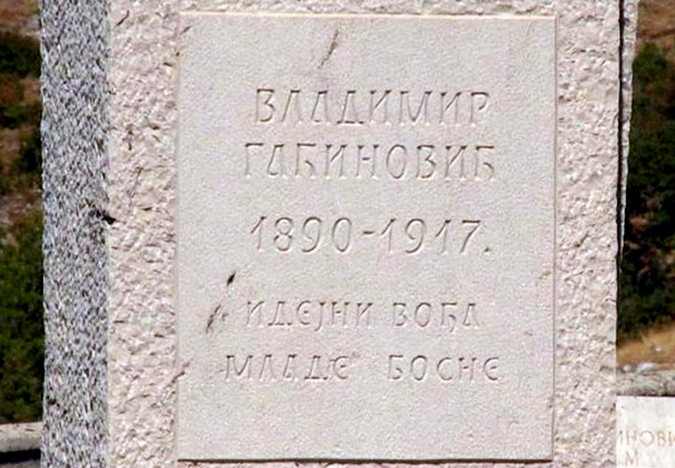 ВЛАДИМИР
ГАЋИНОВИЋ
1890-1917.
ИДЕЈНИ ВОЂА
МЛАДЕ БОСНЕ